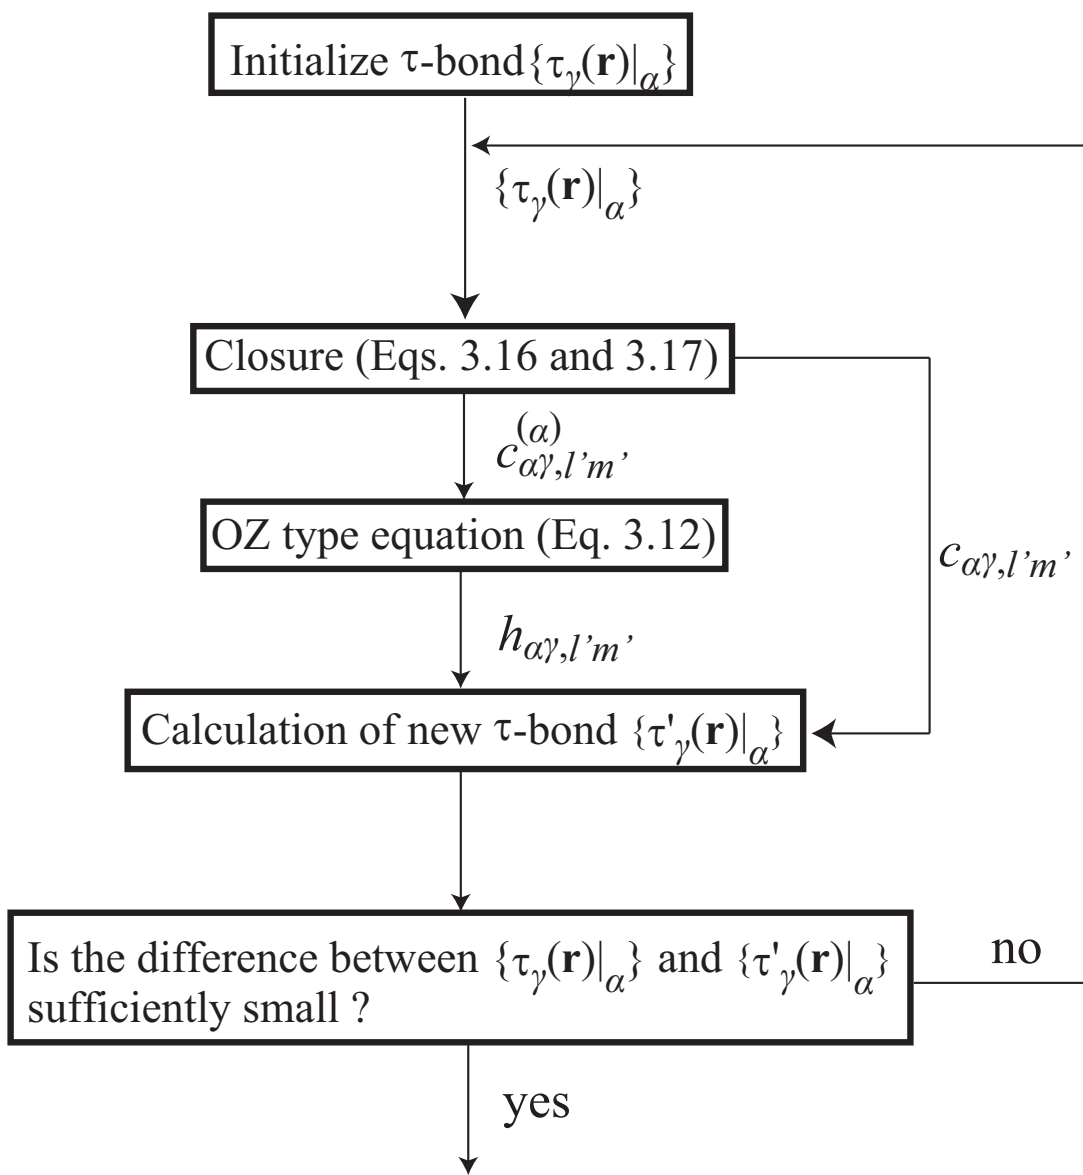 Initialize τ-bond{τγ(r)|α}
{τγ(r)|α}
Closure (Eqs. 3.16 and 3.17)
(α)
cαγ,l’m’
OZ type equation (Eq. 3.12)
cαγ,l’m’
hαγ,l’m’
Calculation of new τ-bond {τ'γ(r)|α}
Is the difference between {τγ(r)|α} and {τ'γ(r)|α}
sufficiently small ?
no
yes